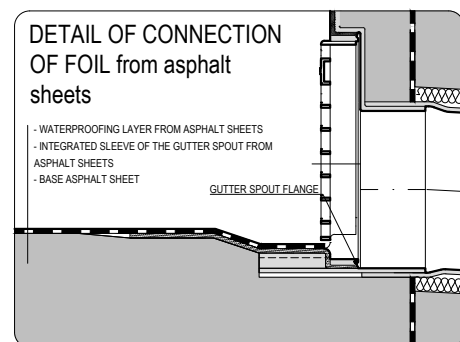 DETAIL OF CONNECTION
OF FOIL from asphalt
sheets
- WATERPROOFING LAYER FROM ASPHALT SHEETS
- INTEGRATED SLEEVE OF THE GUTTER SPOUT FROM
ASPHALT SHEETS
- BASE ASPHALT SHEET
GUTTER SPOUT FLANGE